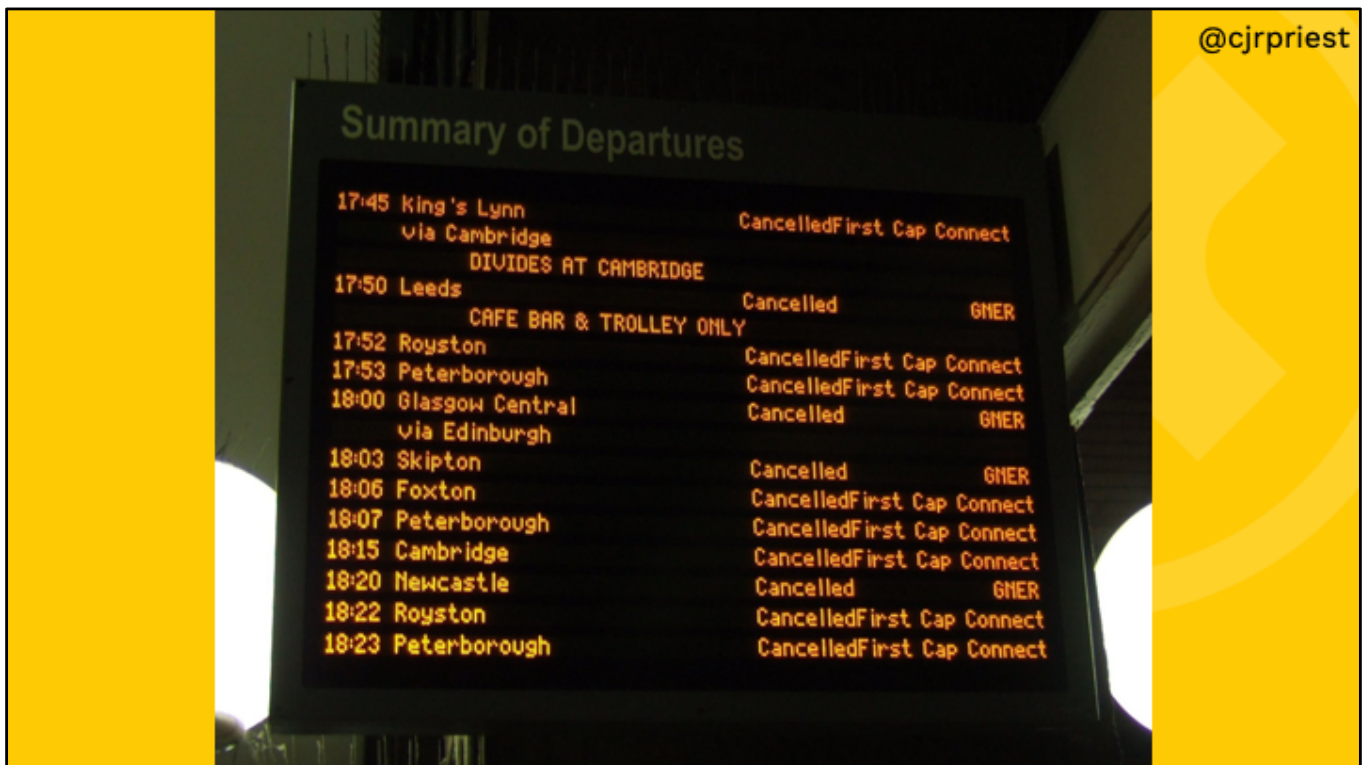 @cjrpriest
Summary of Departures
17:45 King's Lynn CancelledFirst Cap Connect
via Cambridge
DIVIDES AT CAMBRIDGE
17:50 Leeds Cancelled GNER
CAFE BAR & TROLLEY ONLY
17:52 Royston CancelledFirst Cap Connect
17:53 Peterborough CancelledFirst Cap Connect
18:00 Glasgow Central Cancelled GNER
via Edinburgh
18:03 Skipton Cancelled GNER
18:06 Foxton CancelledFirst Cap Connect
18:07 Peterborough CancelledFirst Cap Connect
18:15 Cambridge CancelledFirst Cap Connect
18:20 Newcastle Cancelled GNER
18:22 Royston CancelledFirst Cap Connect
18:23 Peterborough CancelledFirst Cap Connect